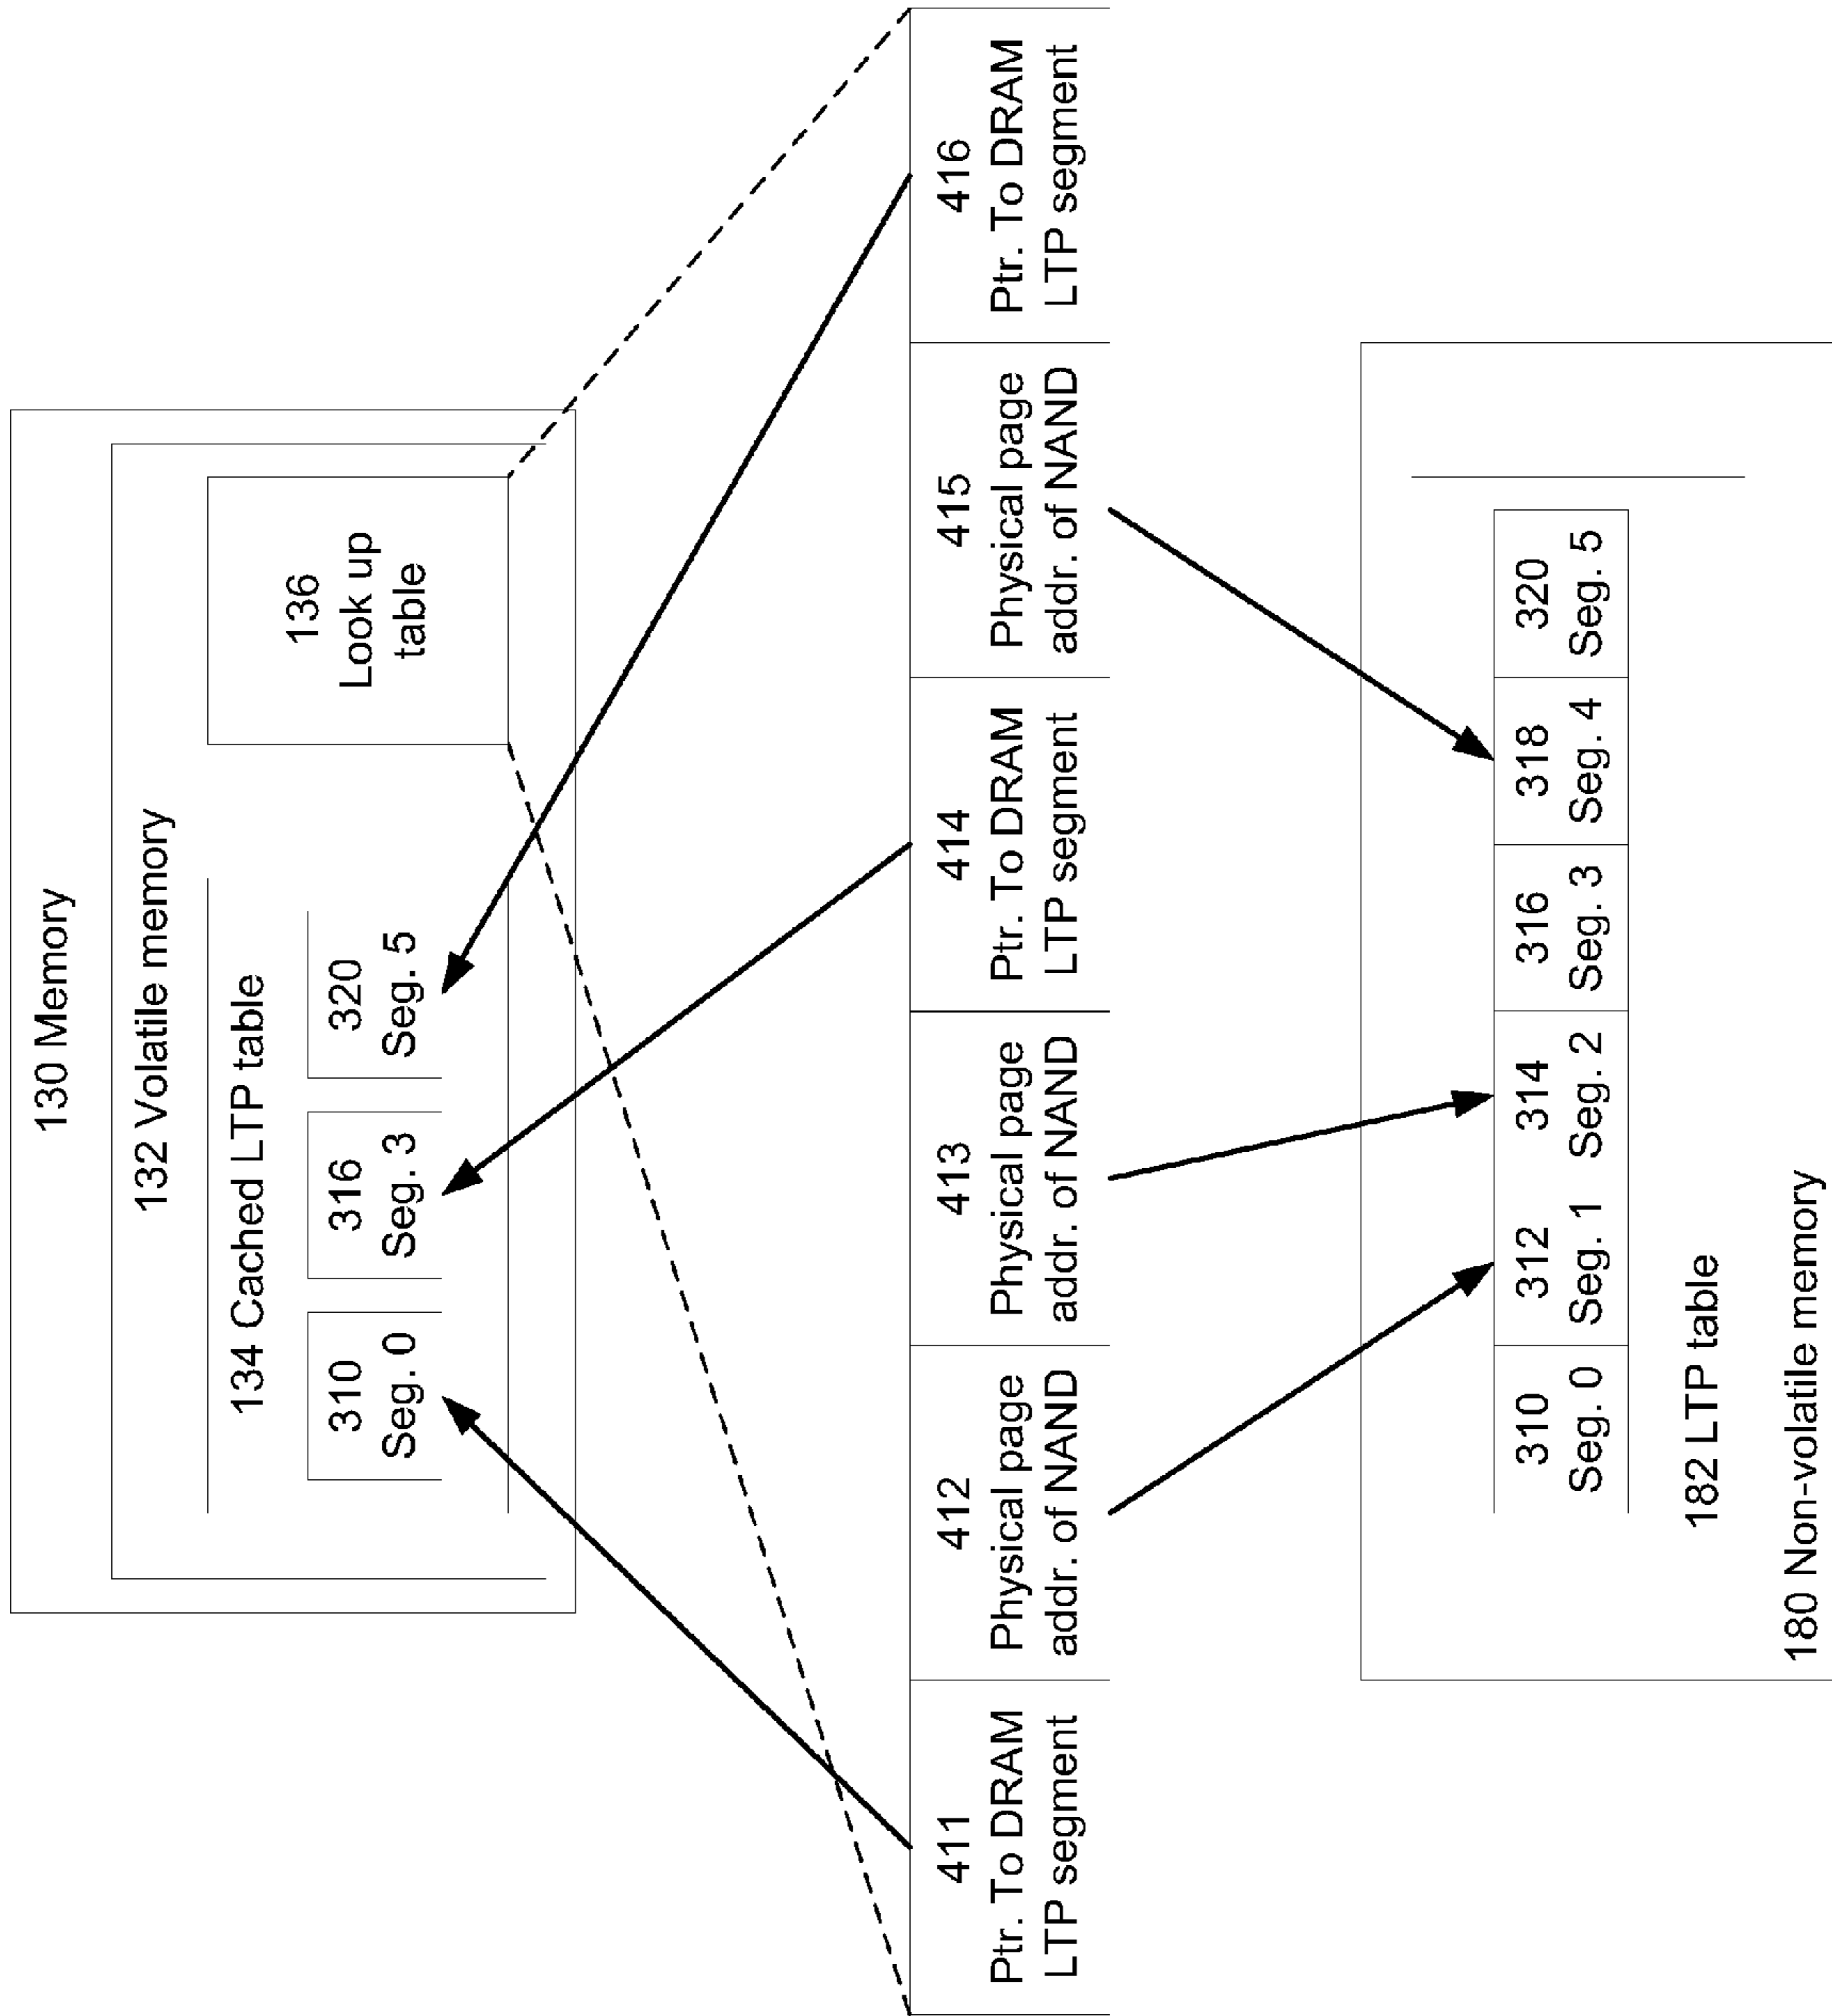 130 Memory
132 Volatile memory
134 Cached LTP table
310
Seg. 0
316
Seg. 3
320
Seg. 5
136
Look up
table
411
Ptr. To DRAM
LTP segment
412
Physical page
addr. of NAND
413
Physical page
addr. of NAND
414
Ptr. To DRAM
LTP segment
415
Physical page
addr. of NAND
416
Ptr. To DRAM
LTP segment
310
Seg. 0
312
Seg. 1
314
Seg. 2
316
Seg. 3
318
Seg. 4
320
Seg. 5
182 LTP table
180 Non-volatile memory